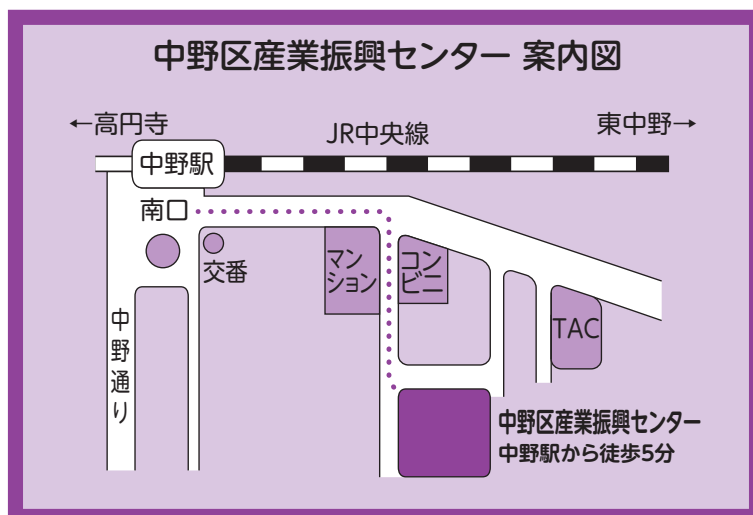 中野区産業振興センター 案内図
←高円寺
JR中央線
東中野→
中野駅
南口
交番
マン
ション
コン
ビニ
TAC
中野通り
中野区産業振興センター
中野駅から徒歩5分